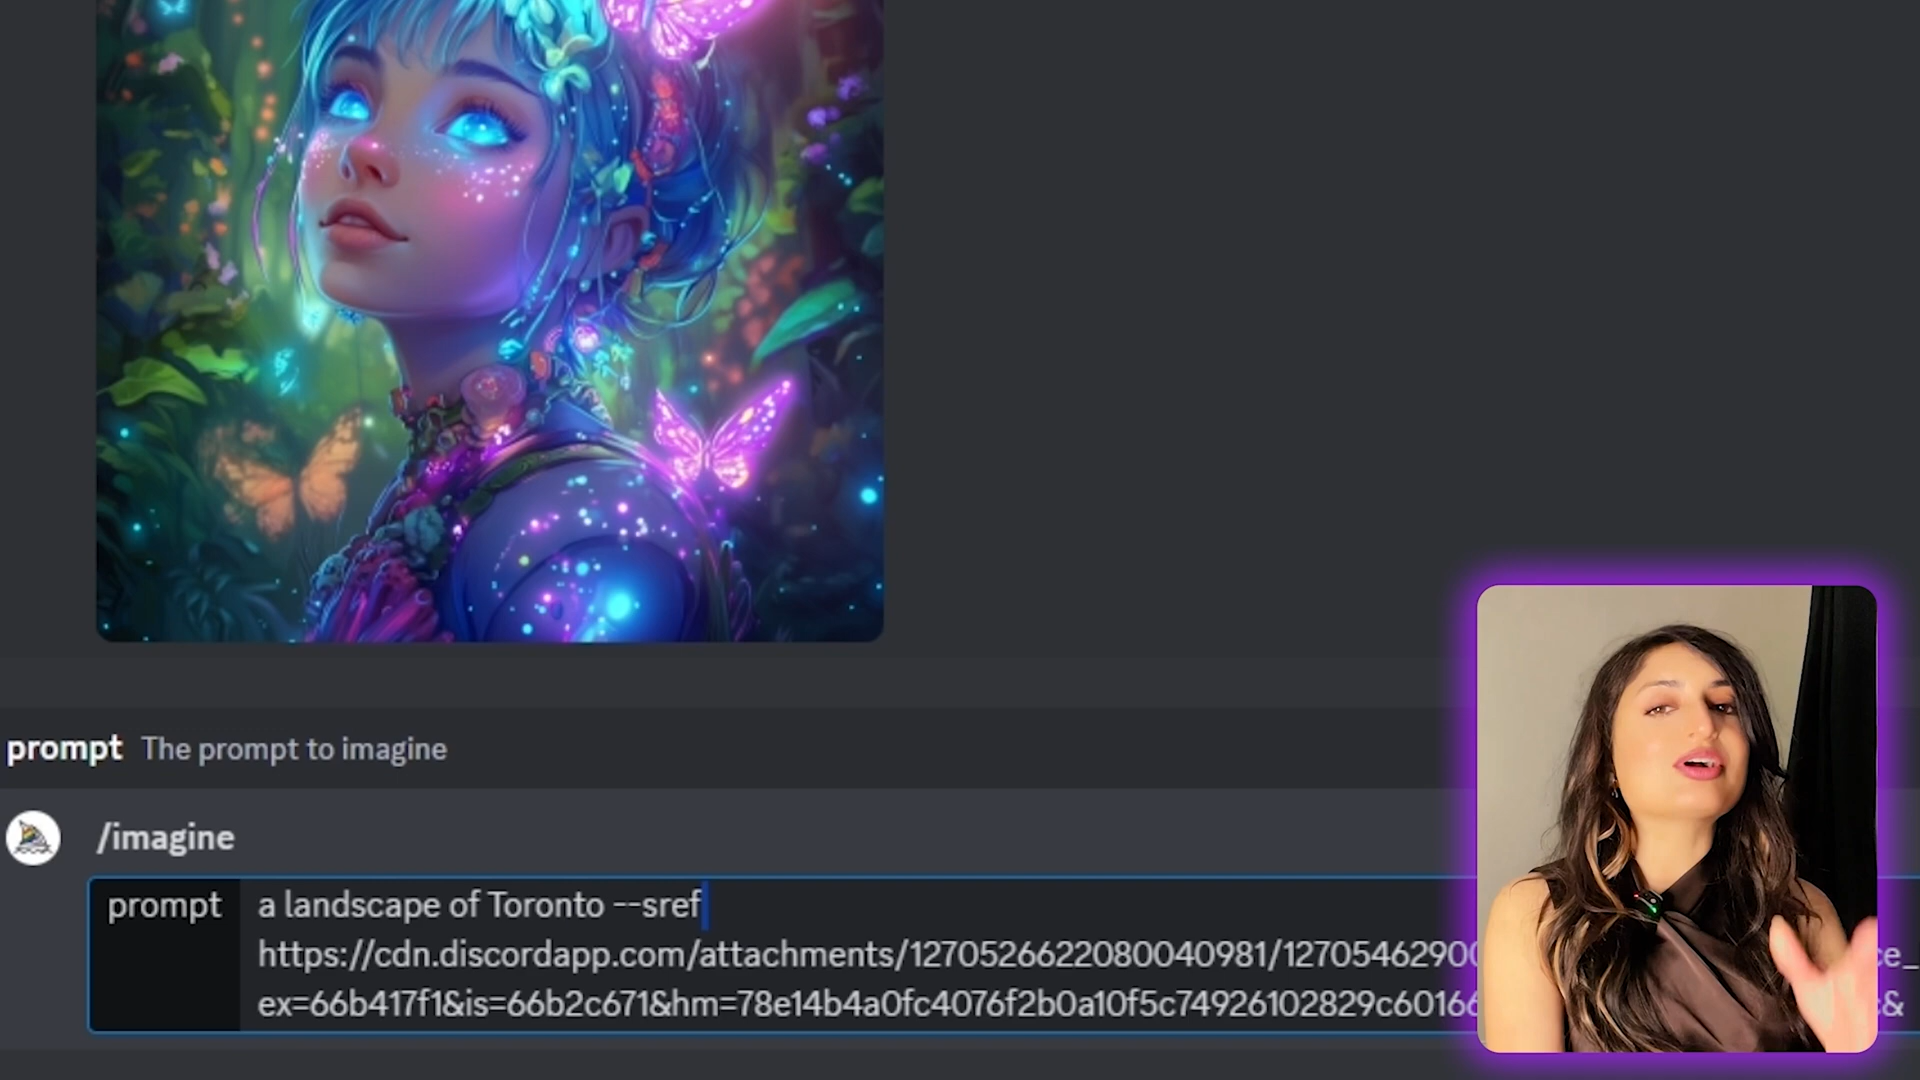 prompt The prompt to imagine
/imagine
prompt a landscape of Toronto --sref
https://cdn.discordapp.com/attachments/1270526622080040981/12705462900
ex=66b417f1&is=66b2c671&hm=78e14b4a0fc4076f2b0a10f5c74926102829c6016